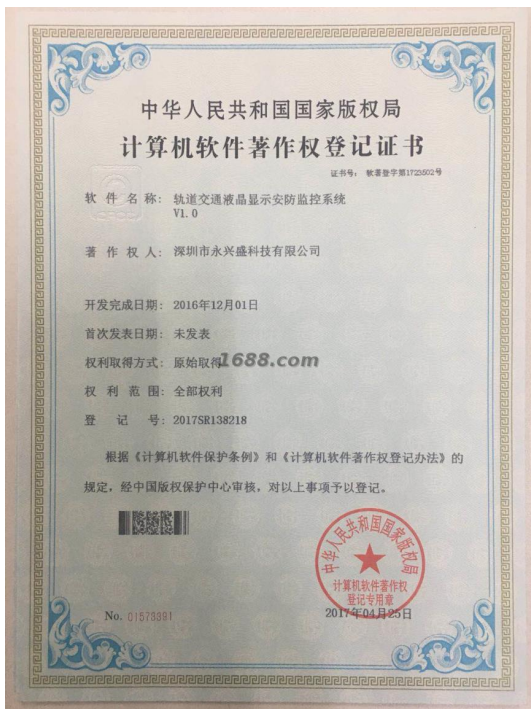 中华人民共和国国家版权局
计算机软件著作权登记证书
证书号： 软著登字第1723502号
软件名称： 轨道交通液晶显示安防监控系统
V1.0
著作权人： 深圳市永兴盛科技有限公司
开发完成日期： 2016年12月01日
首次发表日期： 未发表
权利取得方式： 原始取得
1688.com
权利范围： 全部权利
登记号： 2017SR138218
根据《计算机软件保护条例》和《计算机软件著作权登记办法》的
规定，经中国版权保护中心审核，对以上事项予以登记。
中华人民共和国国家版权局
计算机软件著作权
登记专用章
No. 01573391
2017年04月25日